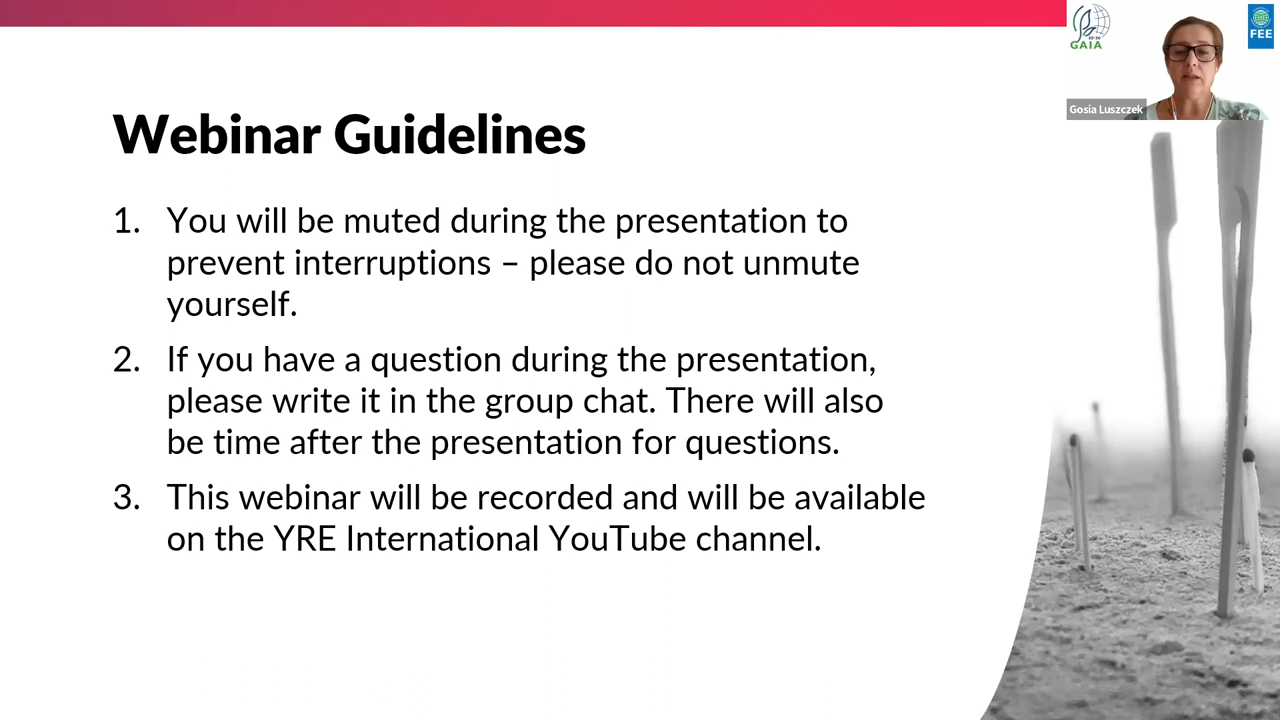 GAIA
FEE
Gosia Luszczek
Webinar Guidelines
1. You will be muted during the presentation to
prevent interruptions – please do not unmute
yourself.
2. If you have a question during the presentation,
please write it in the group chat. There will also
be time after the presentation for questions.
3. This webinar will be recorded and will be available
on the YRE International YouTube channel.